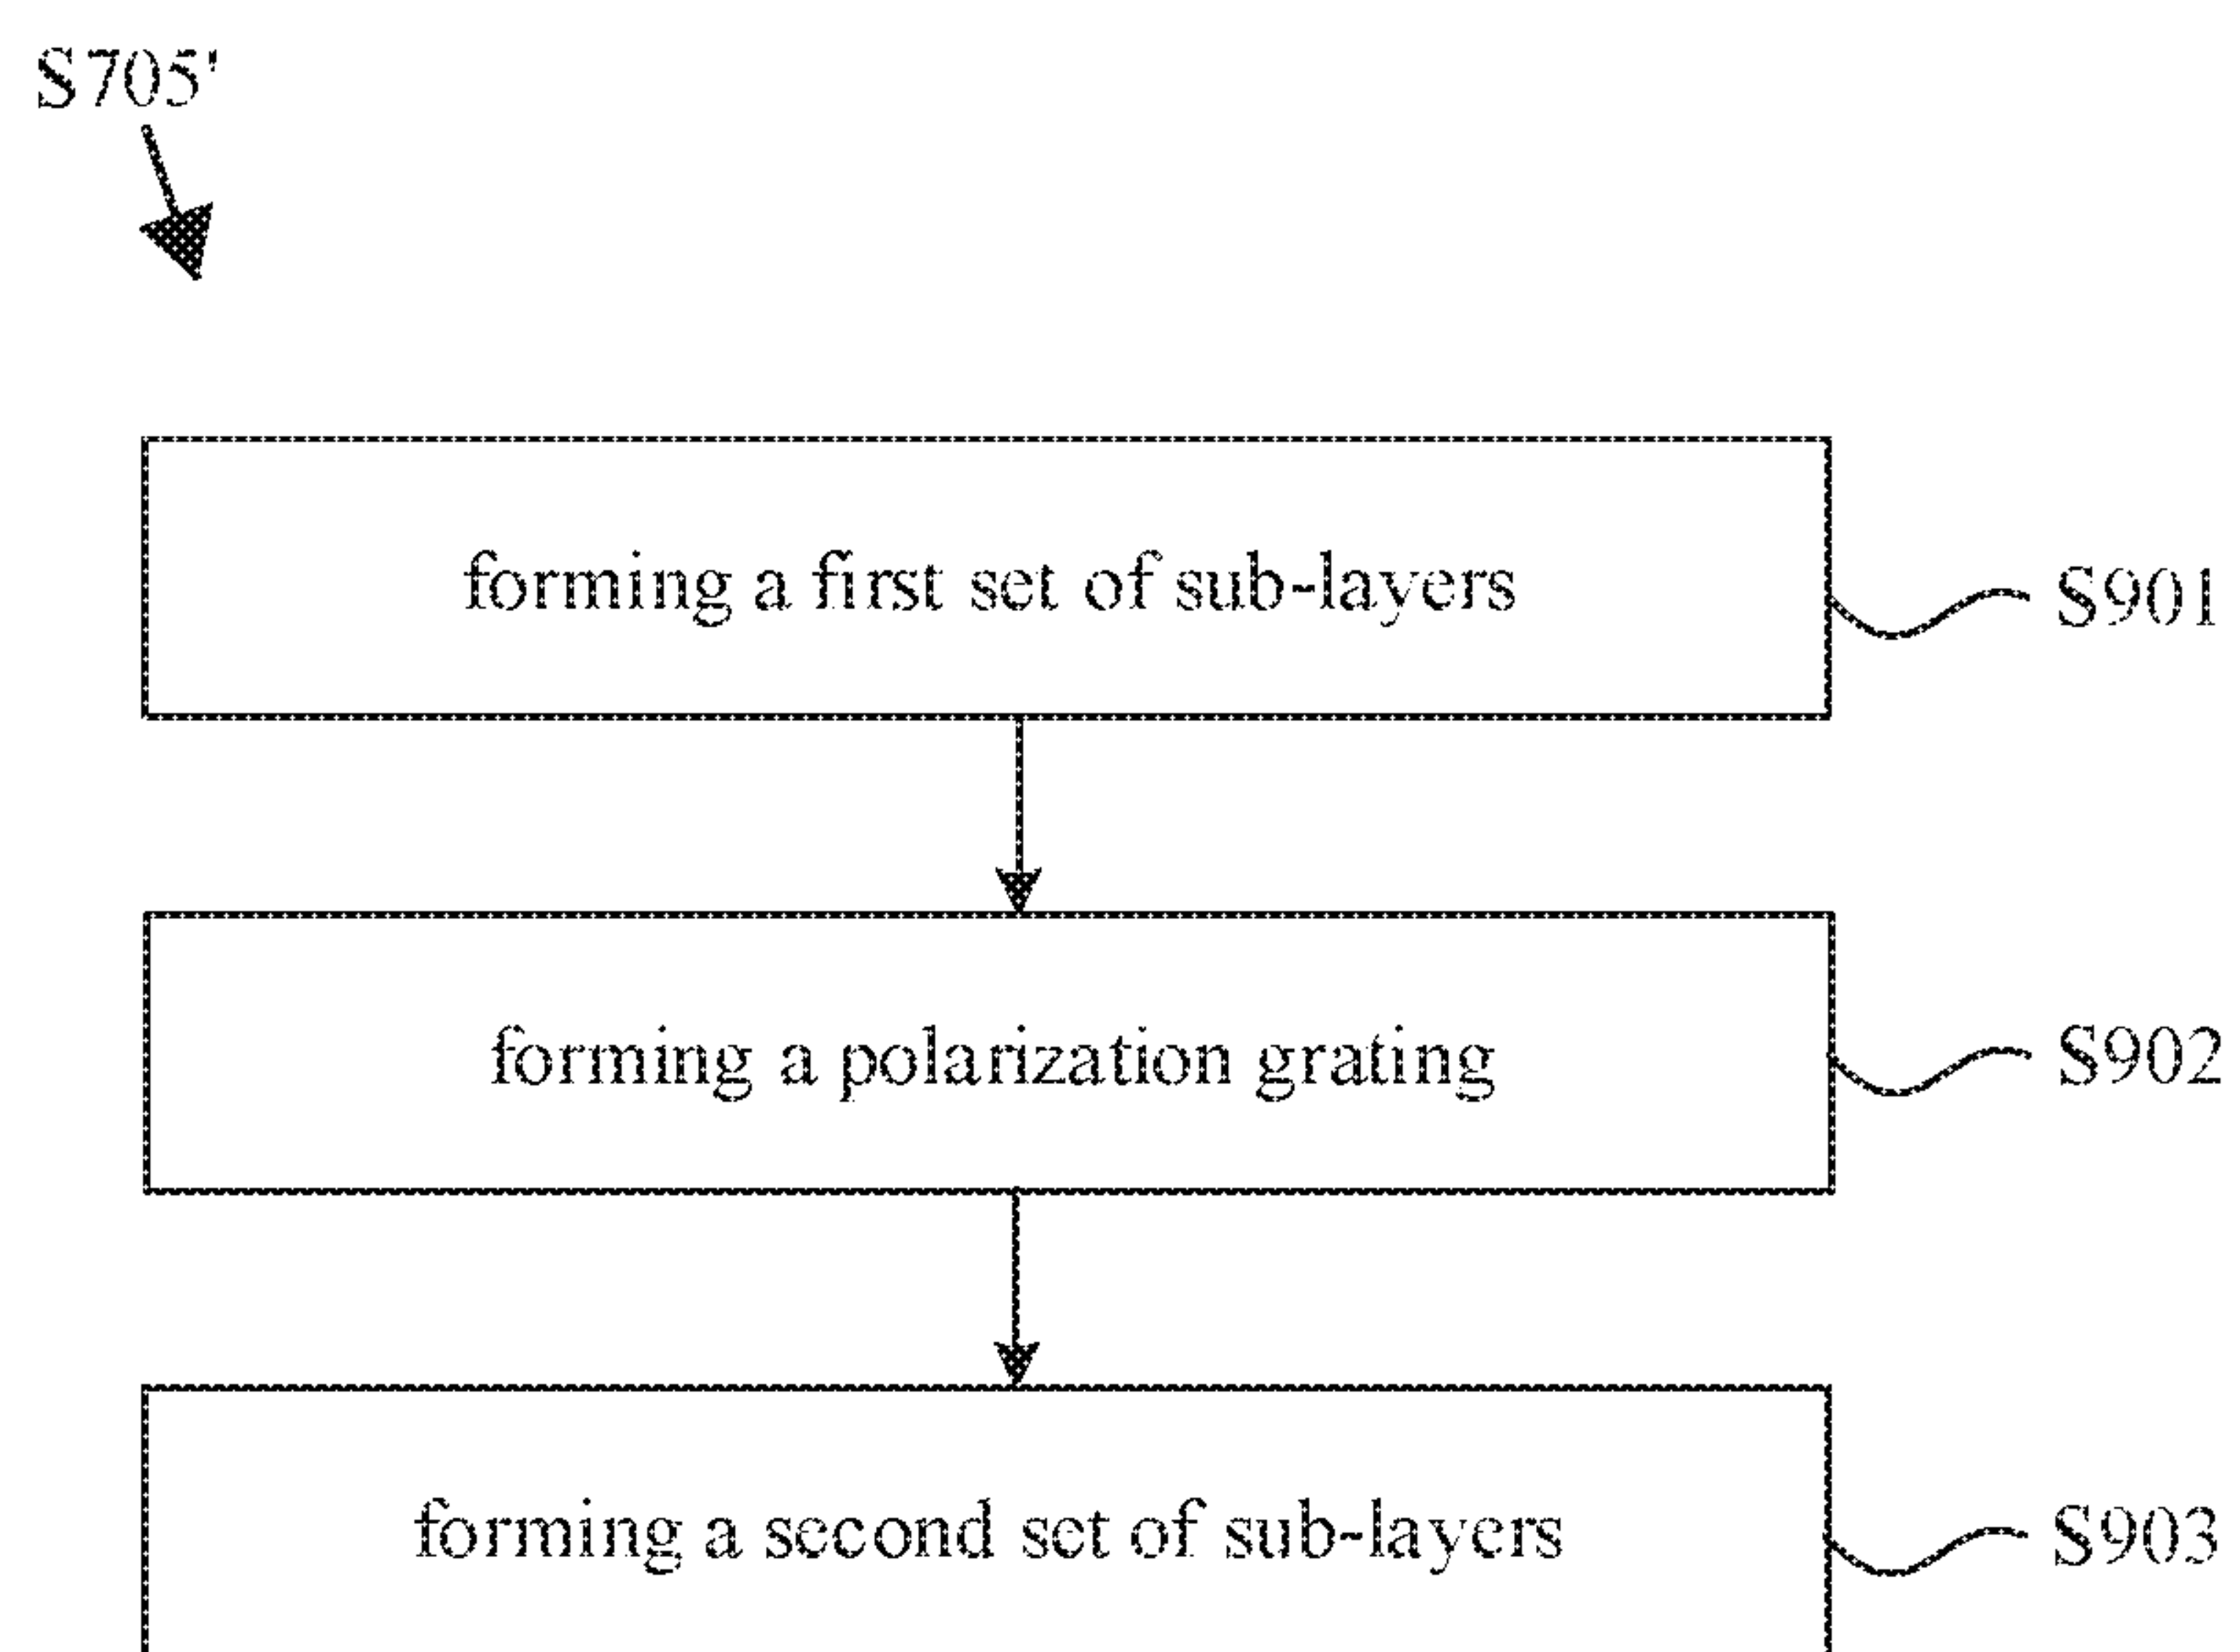 S705'
forming a first set of sub-layers
S901
forming a polarization grating
S902
forming a second set of sub-layers
S903